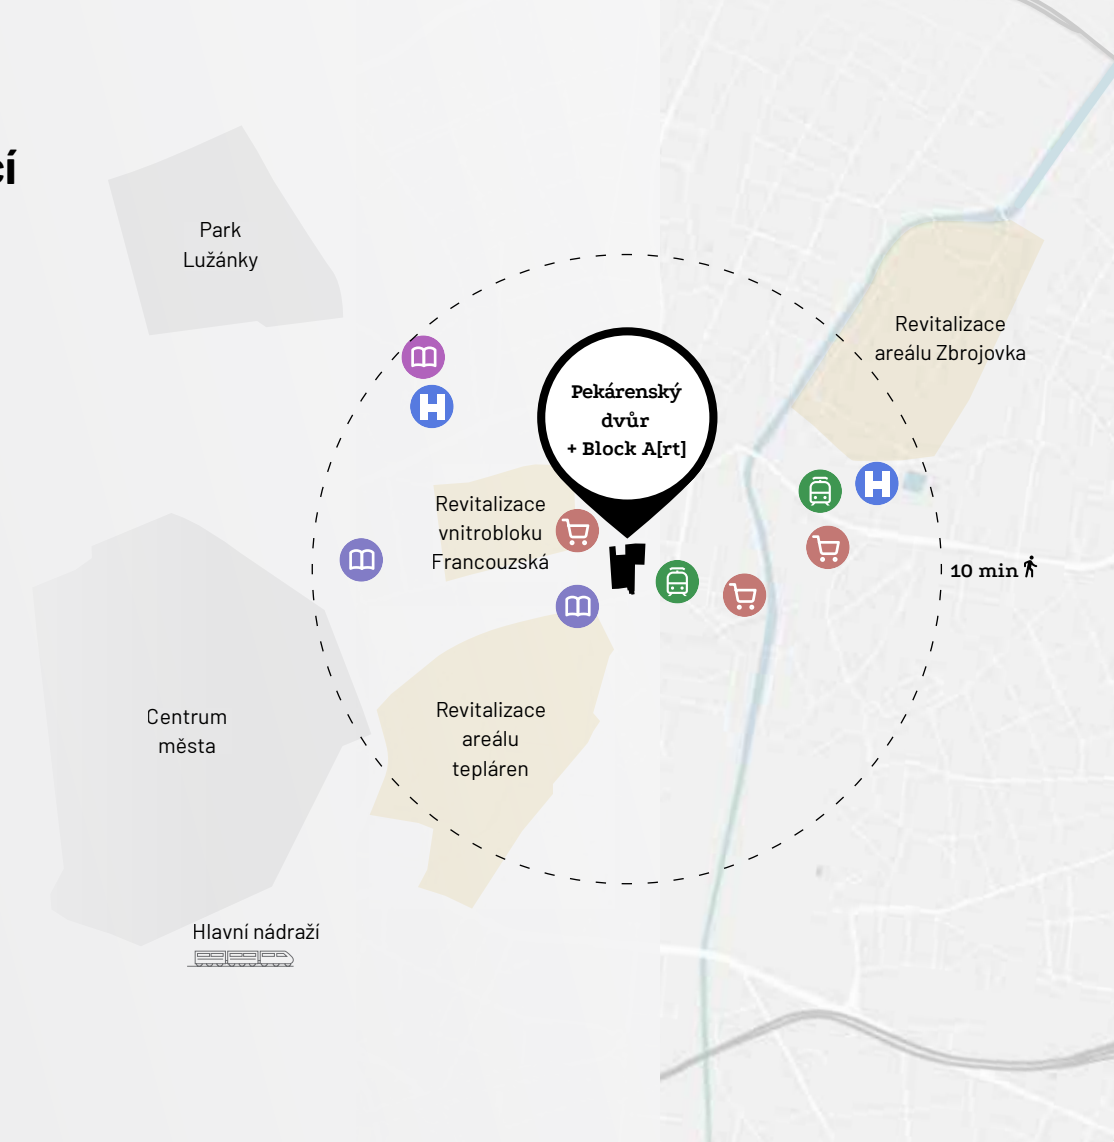 cí
Park
Lužánky
Revitalizace
areálu Zbrojovka
Pekárenský
dvůr
+ Block A[rt]
H
Revitalizace
vnitrobloku
Francouzská
H
10 min
Centrum
města
Revitalizace
areálu
tepláren
Hlavní nádraží